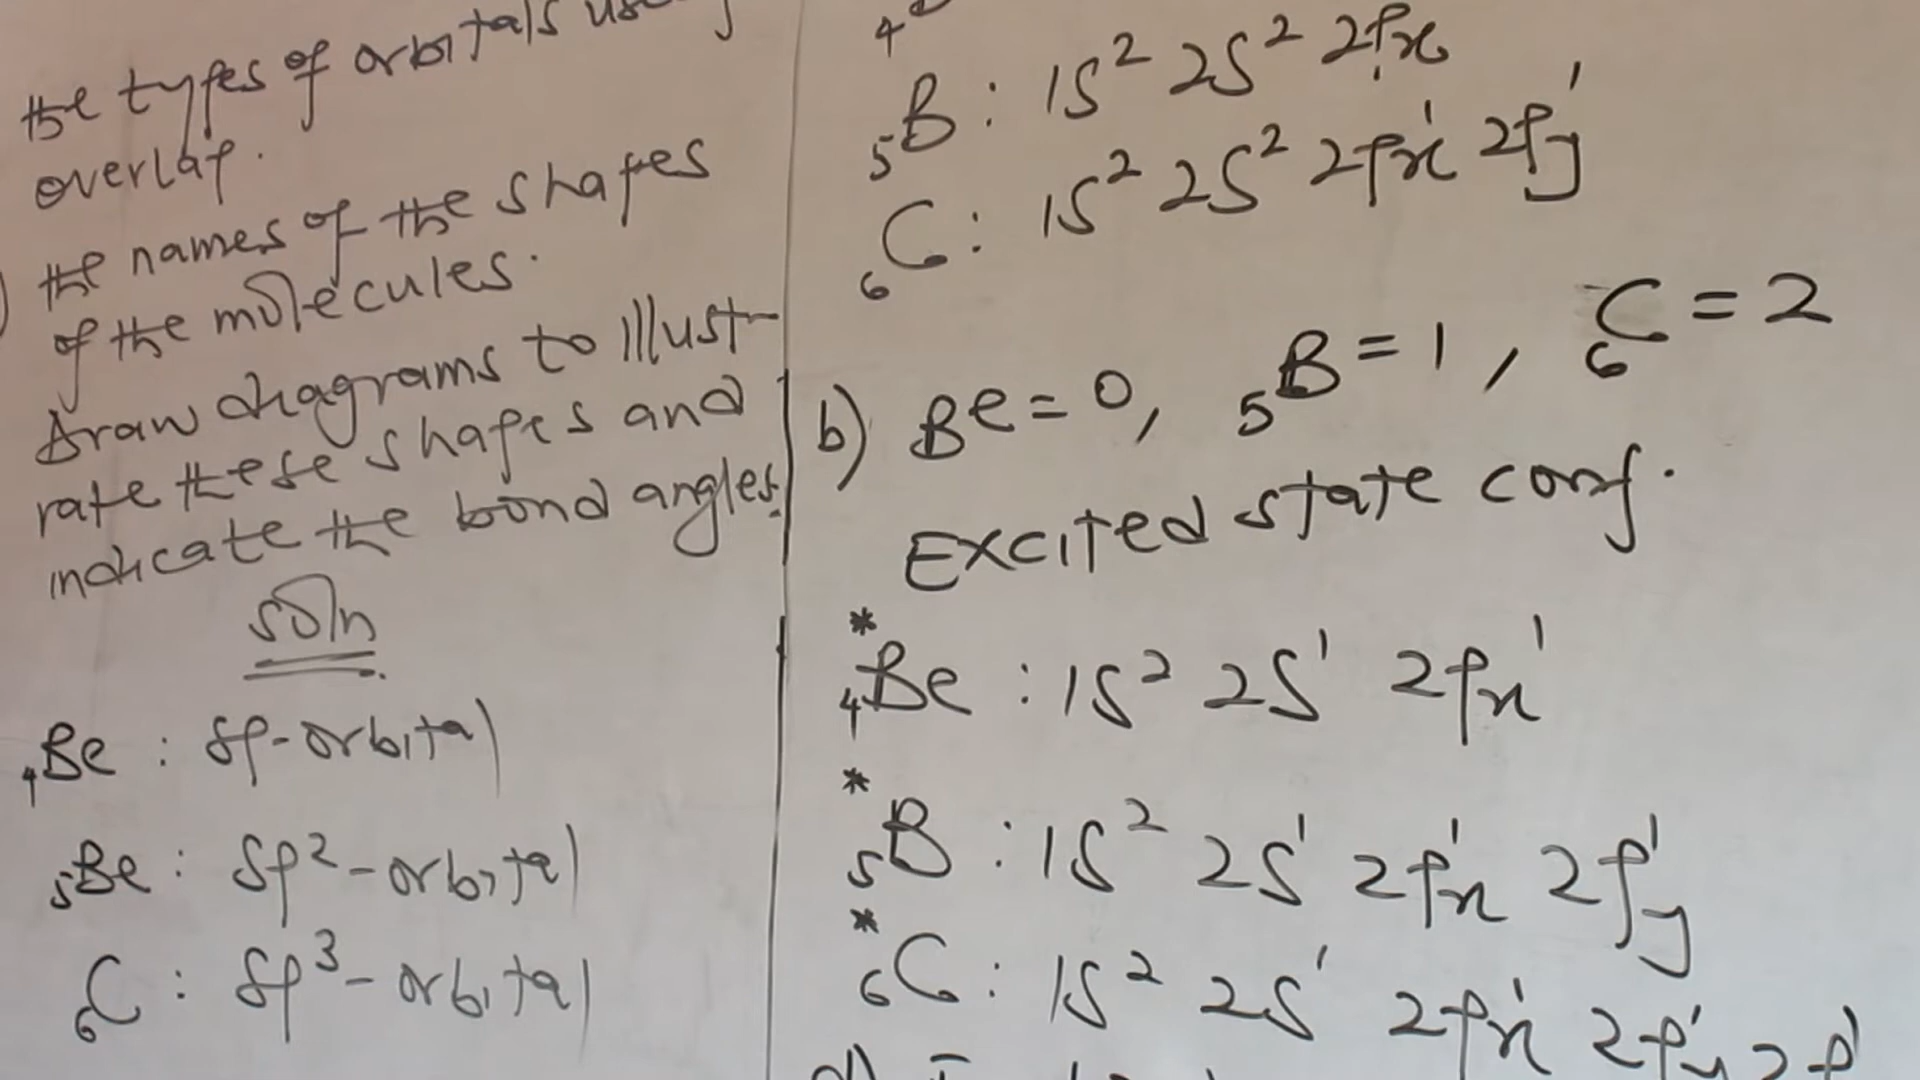 the types of orbitals
overlap.
the names of the shapes
of the molecules.
Draw diagrams to illust-
rate these shapes and
indicate the bond angles.
soln
₄Be : sp-orbital
₅Be : sp²-orbital
₆C : sp³-orbital
₅B : 1s² 2s² 2px
₆C : 1s² 2s² 2px¹ 2py¹
b) Be = 0, ₅B = 1, ₆C = 2
Excited state conf.
*₄Be : 1s² 2s¹ 2px¹
*₅B : 1s² 2s¹ 2px¹ 2py¹
*₆C : 1s² 2s¹ 2px¹ 2py¹